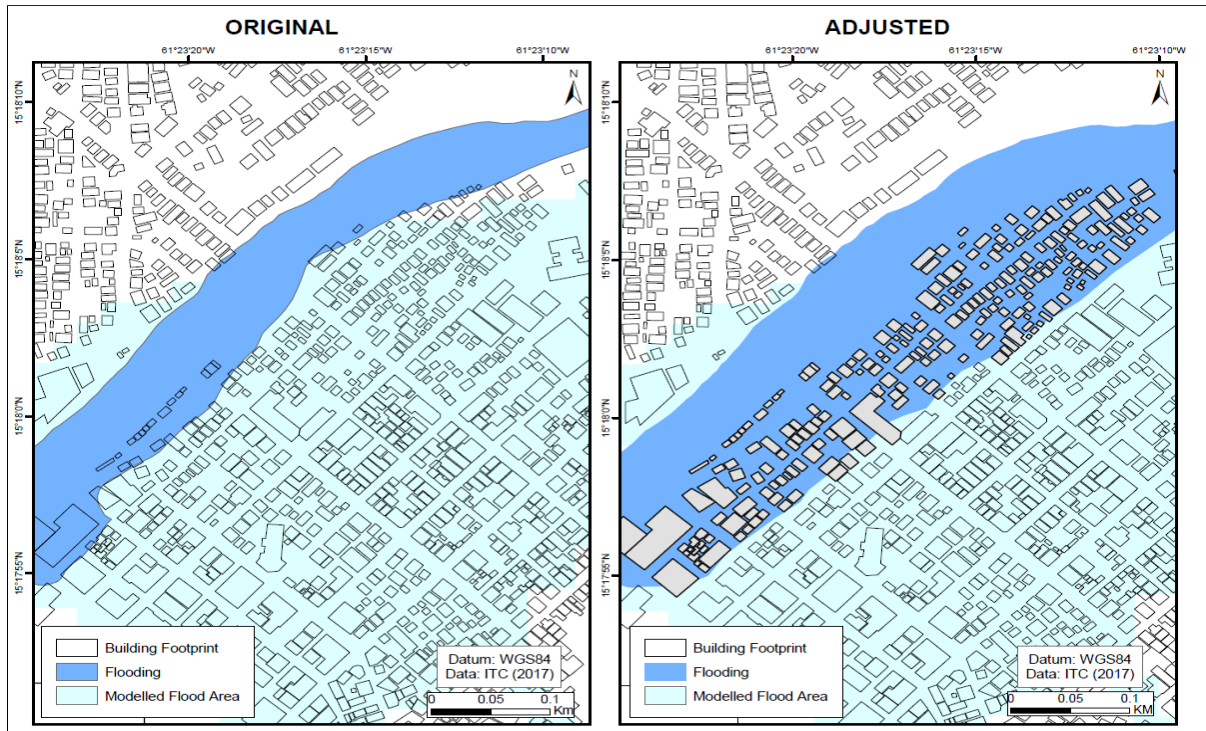 ORIGINAL
61°23'20"W
61°23'15"W
61°23'10"W
15°18'10"N
15°18'5"N
15°18'0"N
15°17'55"N
N
Building Footprint
Flooding
Modelled Flood Area
Datum: WGS84
Data: ITC (2017)
0
0.05
0.1
Km
ADJUSTED
61°23'20"W
61°23'15"W
61°23'10"W
15°18'10"N
15°18'5"N
15°18'0"N
15°17'55"N
N
Building Footprint
Flooding
Modelled Flood Area
Datum: WGS84
Data: ITC (2017)
0
0.05
0.1
KM